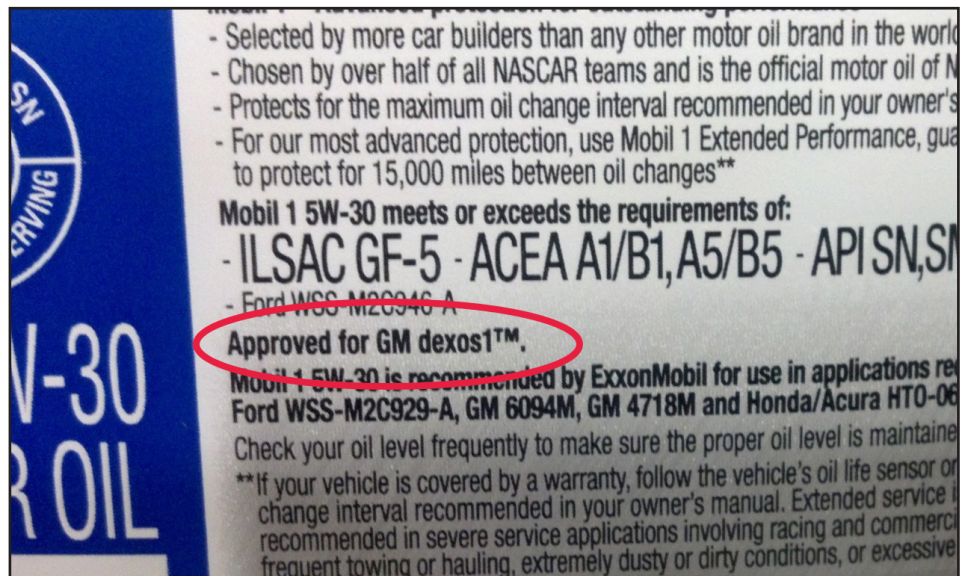 - Selected by more car builders than any other motor oil brand in the world
- Chosen by over half of all NASCAR teams and is the official motor oil of
- Protects for the maximum oil change interval recommended in your owner's
- For our most advanced protection, use Mobil 1 Extended Performance,
to protect for 15,000 miles between oil changes**
Mobil 1 5W-30 meets or exceeds the requirements of:
- ILSAC GF-5 - ACEA A1/B1, A5/B5 - API SN,
- Ford WSS-M2C946-A
Approved for GM dexos1™.
Mobil 1 5W-30 is recommended by ExxonMobil for use in applications
Ford WSS-M2C929-A, GM 6094M, GM 4718M and Honda/Acura HTO-06
Check your oil level frequently to make sure the proper oil level is
**If your vehicle is covered by a warranty, follow the vehicle's oil life sensor or
change interval recommended in your owner's manual. Extended service
recommended in severe service applications involving racing and
frequent towing or hauling, extremely dusty or dirty conditions, or excessive
SN
-30
OIL